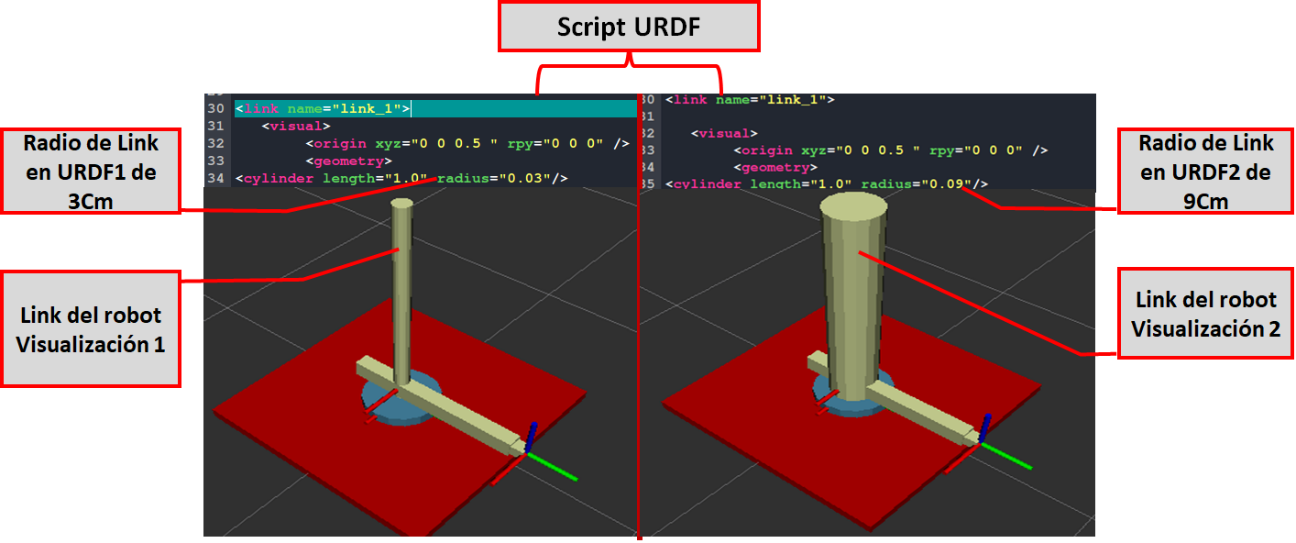 Script URDF
30 <link name="link_1">
31 <visual>
32 <origin xyz="0 0 0.5 " rpy="0 0 0" />
33 <geometry>
34 <cylinder length="1.0" radius="0.03"/>
30 <link name="link_1">
31
32 <visual>
33 <origin xyz="0 0 0.5 " rpy="0 0 0" />
34 <geometry>
35 <cylinder length="1.0" radius="0.09"/>
Radio de Link
en URDF1 de
3Cm
Link del robot
Visualización 1
Radio de Link
en URDF2 de
9Cm
Link del robot
Visualización 2